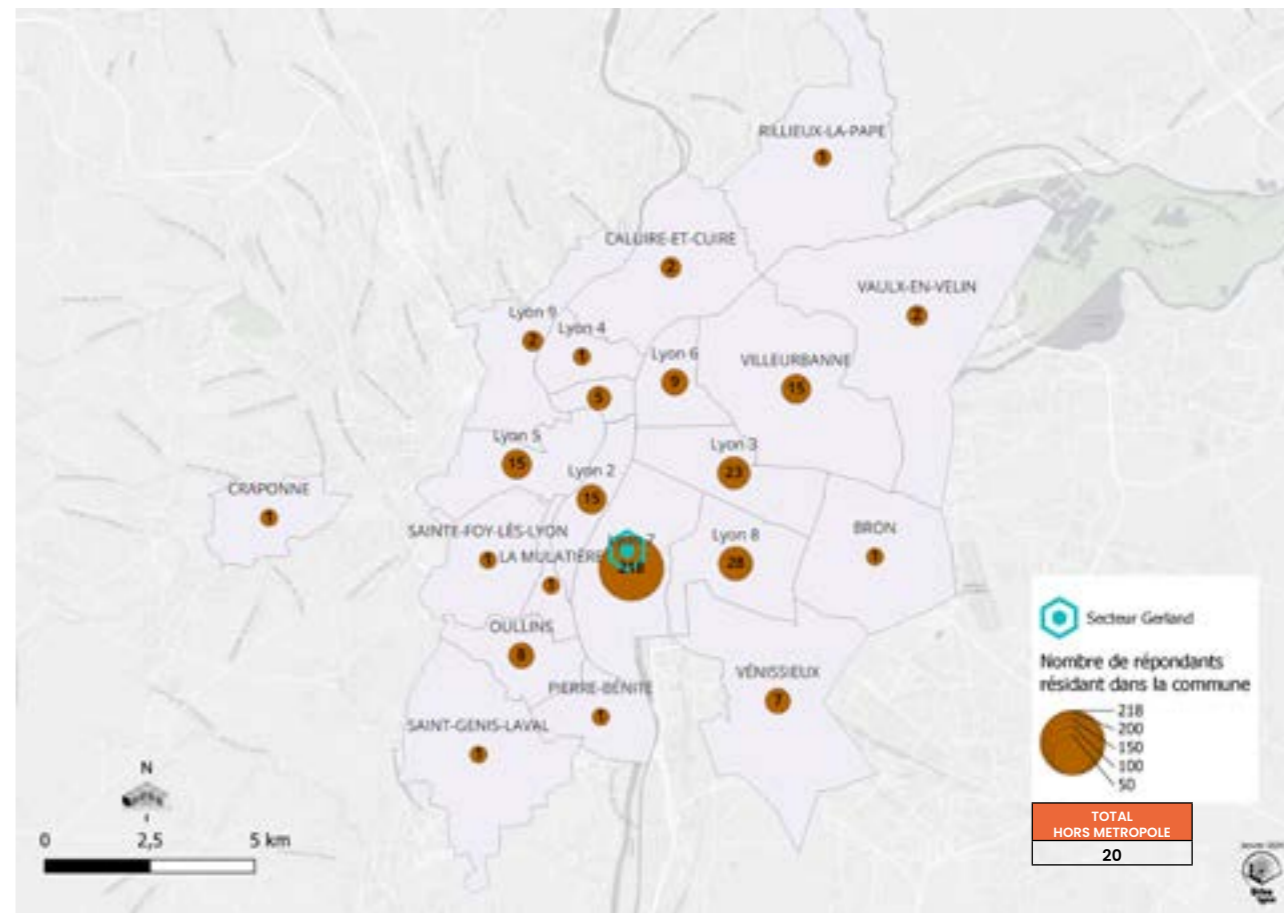 RILLIEUX-LA-PAPE
1
CALUIRE-ET-CUIRE
2
VAULX-EN-VELIN
2
Lyon 9
2
Lyon 4
1
5
Lyon 6
9
VILLEURBANNE
15
Lyon 5
15
Lyon 2
15
Lyon 3
23
CRAPONNE
1
SAINTE-FOY-LÈS-LYON
1
LA MULATIÈRE
1
7
218
Lyon 8
28
BRON
1
OULLINS
8
PIERRE-BÉNITE
1
VÉNISSIEUX
7
SAINT-GENIS-LAVAL
1
N
0 2,5 5 km
Secteur Gerland
Nombre de répondants
résidant dans la commune
218
200
150
100
50
TOTAL
HORS METROPOLE
20